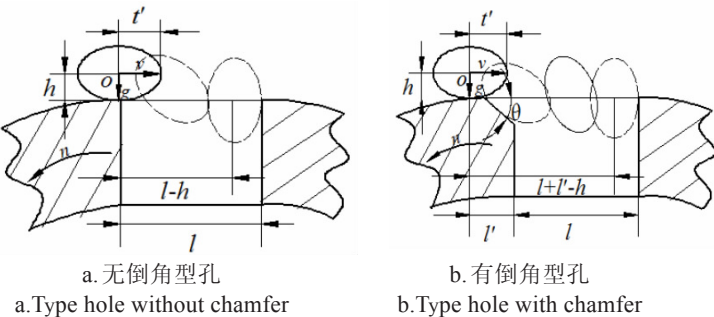 t'
v
o
g
h
n
l-h
l
a.无倒角型孔
a.Type hole without chamfer
t'
v
o
g
h
θ
n
l+l'-h
l'
l
b.有倒角型孔
b.Type hole with chamfer